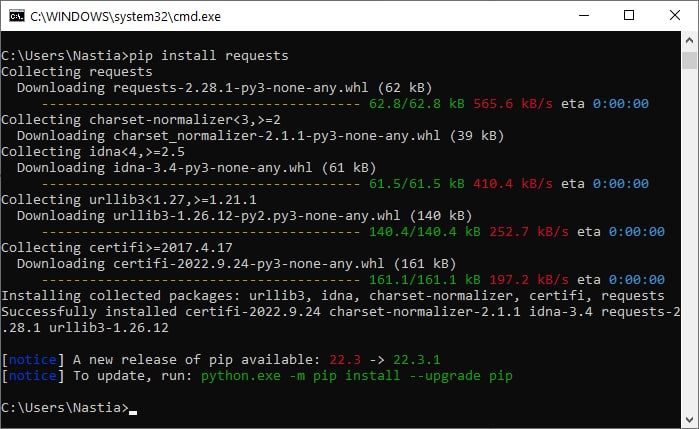 C:\WINDOWS\system32\cmd.exe
C:\Users\Nastia>pip install requests
Collecting requests
  Downloading requests-2.28.1-py3-none-any.whl (62 kB)
     ---------------------------------------- 62.8/62.8 kB 565.6 kB/s eta 0:00:00
Collecting charset-normalizer<3,>=2
  Downloading charset_normalizer-2.1.1-py3-none-any.whl (39 kB)
Collecting idna<4,>=2.5
  Downloading idna-3.4-py3-none-any.whl (61 kB)
     ---------------------------------------- 61.5/61.5 kB 410.4 kB/s eta 0:00:00
Collecting urllib3<1.27,>=1.21.1
  Downloading urllib3-1.26.12-py2.py3-none-any.whl (140 kB)
     ---------------------------------------- 140.4/140.4 kB 252.7 kB/s eta 0:00:00
Collecting certifi>=2017.4.17
  Downloading certifi-2022.9.24-py3-none-any.whl (161 kB)
     ---------------------------------------- 161.1/161.1 kB 197.2 kB/s eta 0:00:00
Installing collected packages: urllib3, idna, charset-normalizer, certifi, requests
Successfully installed certifi-2022.9.24 charset-normalizer-2.1.1 idna-3.4 requests-2
.28.1 urllib3-1.26.12
[notice] A new release of pip available: 22.3 -> 22.3.1
[notice] To update, run: python.exe -m pip install --upgrade pip
C:\Users\Nastia>